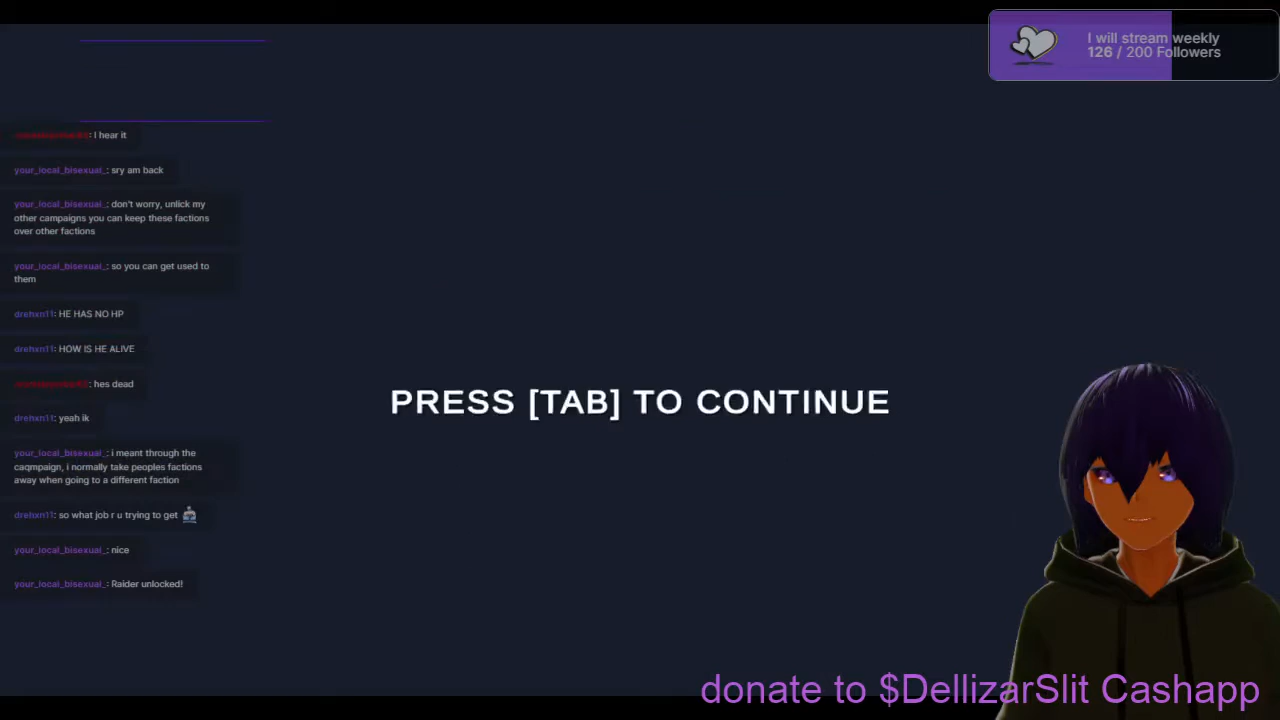 I will stream weekly
126 / 200 Followers
: I hear it
your_local_bisexual_: sry am back
your_local_bisexual_: don't worry, unlick my
other campaigns you can keep these factions
over other factions
your_local_bisexual_: so you can get used to
them
drehxn11: HE HAS NO HP
drehxn11: HOW IS HE ALIVE
: hes dead
drehxn11: yeah ik
your_local_bisexual_: i meant through the
caqmpaign, i normally take peoples factions
away when going to a different faction
drehxn11: so what job r u trying to get
your_local_bisexual_: nice
your_local_bisexual_: Raider unlocked!
PRESS [TAB] TO CONTINUE
donate to $DellizarSlit Cashapp